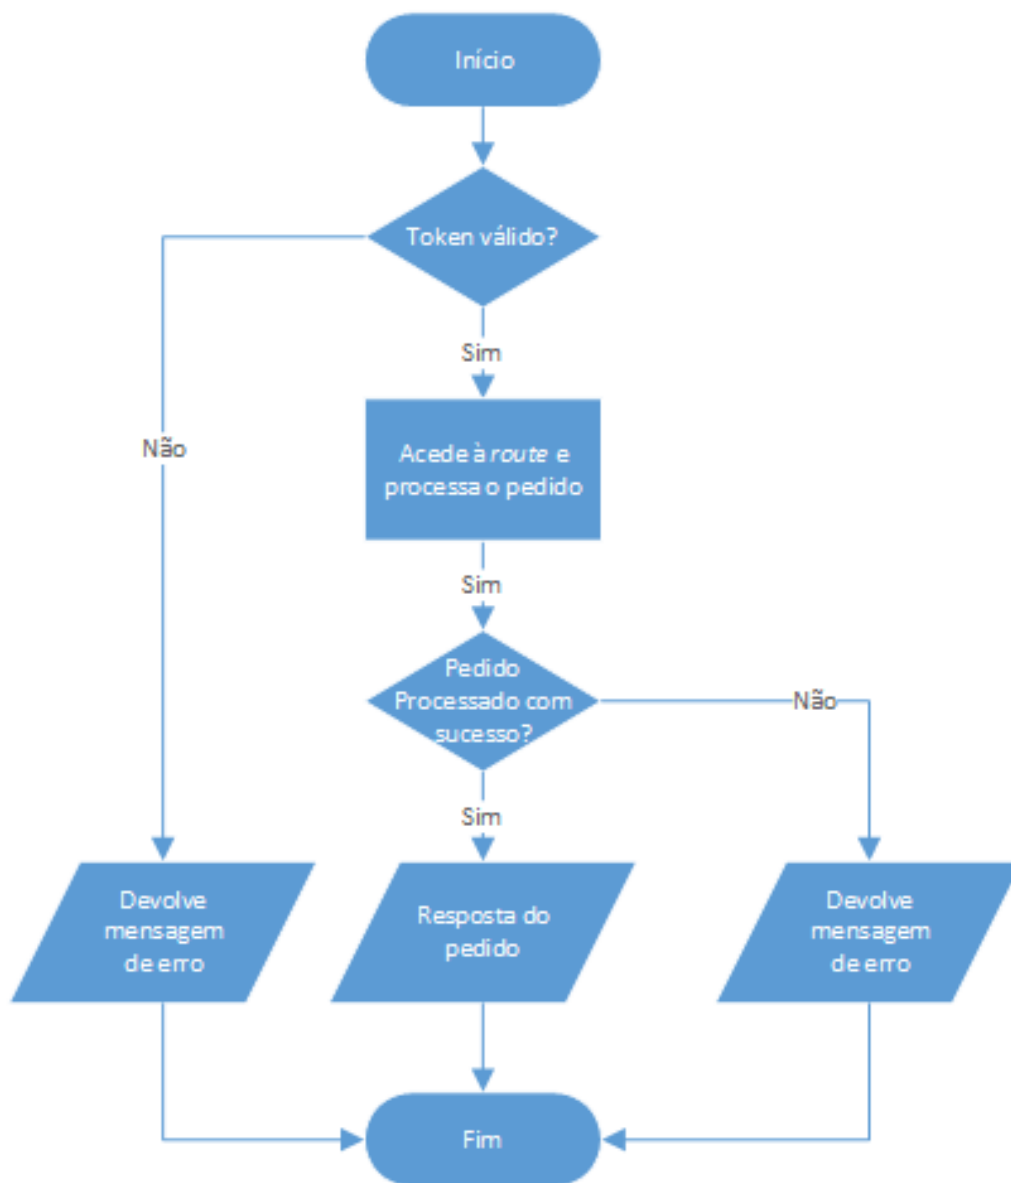 Início
Token válido?
Sim
Não
Acede à route e
processa o pedido
Sim
Pedido
Processado com
sucesso?
Não
Sim
Devolve
mensagem
de erro
Resposta do
pedido
Devolve
mensagem
de erro
Fim